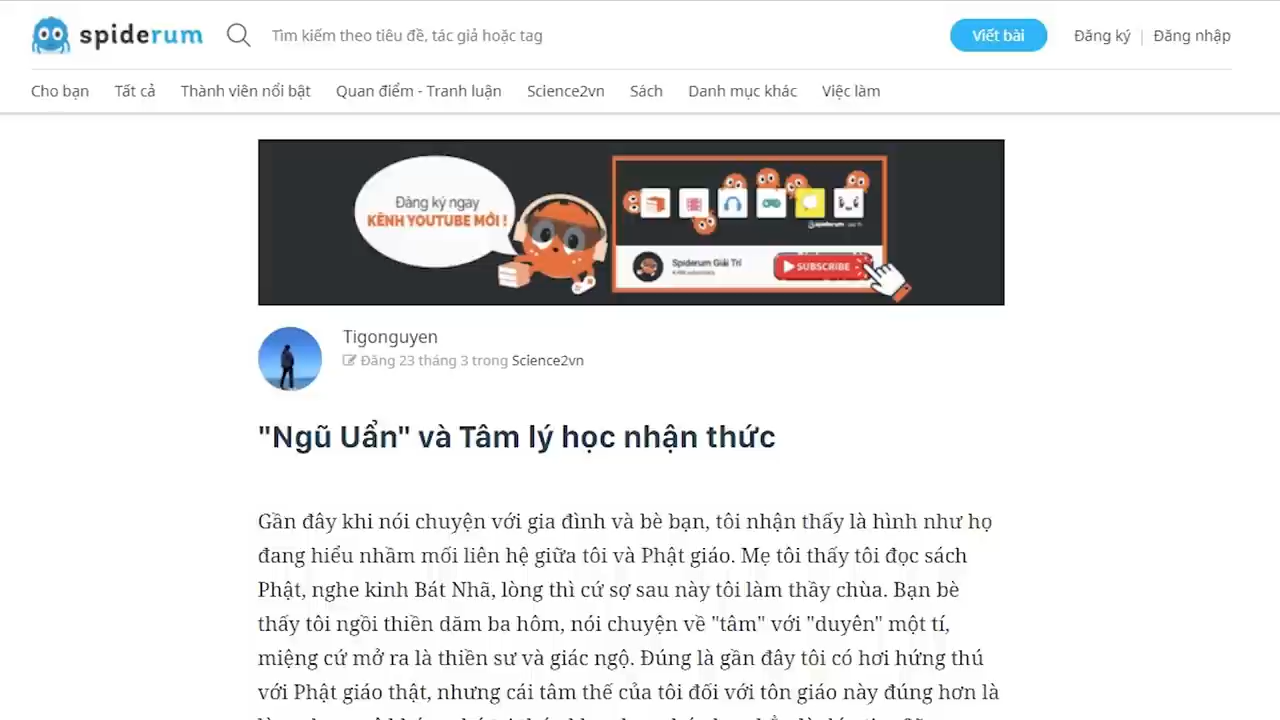 spiderum
Tìm kiếm theo tiêu đề, tác giả hoặc tag
Viết bài
Đăng ký | Đăng nhập
Cho bạn Tất cả Thành viên nổi bật Quan điểm - Tranh luận Science2vn Sách Danh mục khác Việc làm
Đăng ký ngay
KÊNH YOUTUBE MỚI !
spiderum
Spiderum Giải Trí
SUBSCRIBE
Tigonguyen
Đăng 23 tháng 3 trong Science2vn
"Ngũ Uẩn" và Tâm lý học nhận thức
Gần đây khi nói chuyện với gia đình và bè bạn, tôi nhận thấy là hình như họ
đang hiểu nhầm mối liên hệ giữa tôi và Phật giáo. Mẹ tôi thấy tôi đọc sách
Phật, nghe kinh Bát Nhã, lòng thì cứ sợ sau này tôi làm thầy chùa. Bạn bè
thấy tôi ngồi thiền dăm ba hôm, nói chuyện về "tâm" với "duyên" một tí,
miệng cứ mở ra là thiền sư và giác ngộ. Đúng là gần đây tôi có hơi hứng thú
với Phật giáo thật, nhưng cái tâm thế của tôi đối với tôn giáo này đúng hơn là